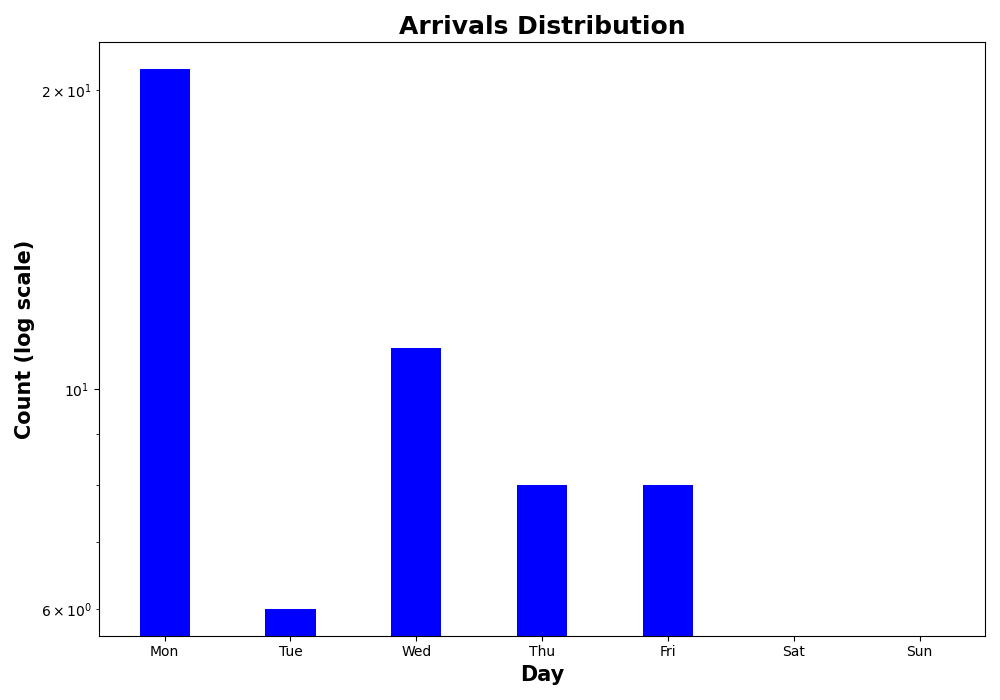 Arrivals Distribution
Count (log scale)
2 × 10¹
10¹
6 × 10⁰
Mon Tue Wed Thu Fri Sat Sun
Day